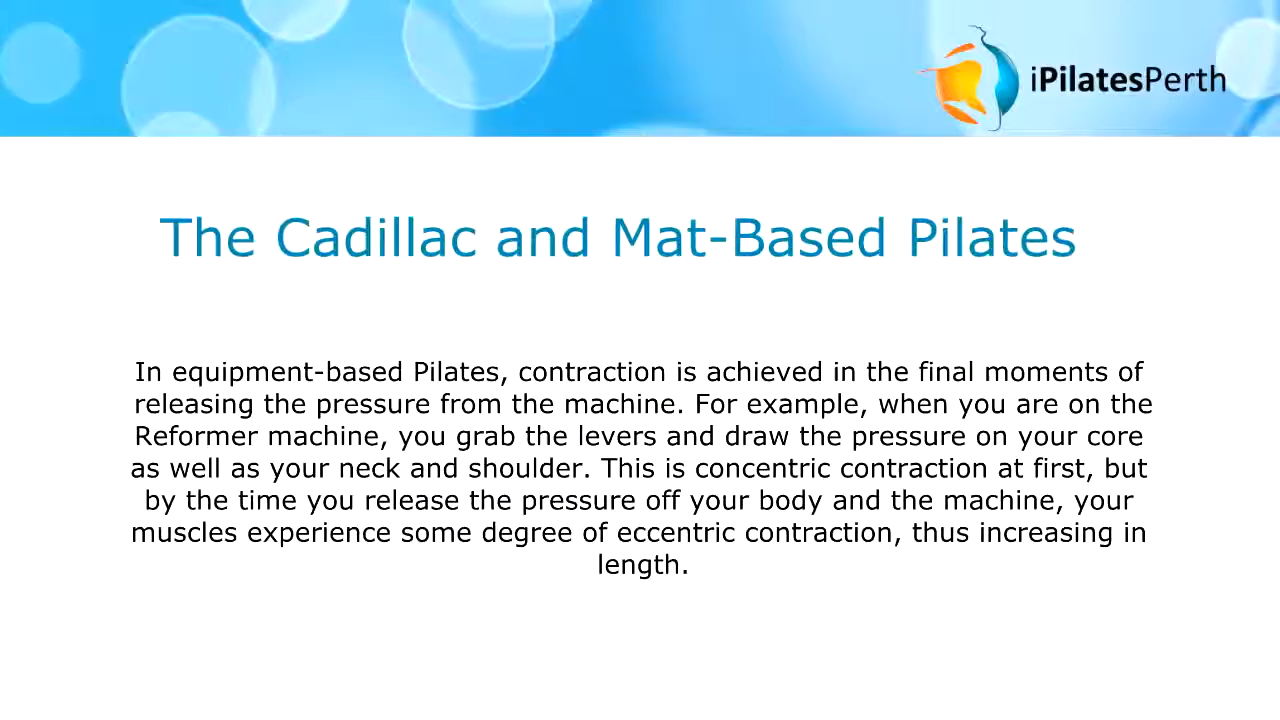 iPilatesPerth
The Cadillac and Mat-Based Pilates
In equipment-based Pilates, contraction is achieved in the final moments of
releasing the pressure from the machine. For example, when you are on the
Reformer machine, you grab the levers and draw the pressure on your core
as well as your neck and shoulder. This is concentric contraction at first, but
by the time you release the pressure off your body and the machine, your
muscles experience some degree of eccentric contraction, thus increasing in
length.